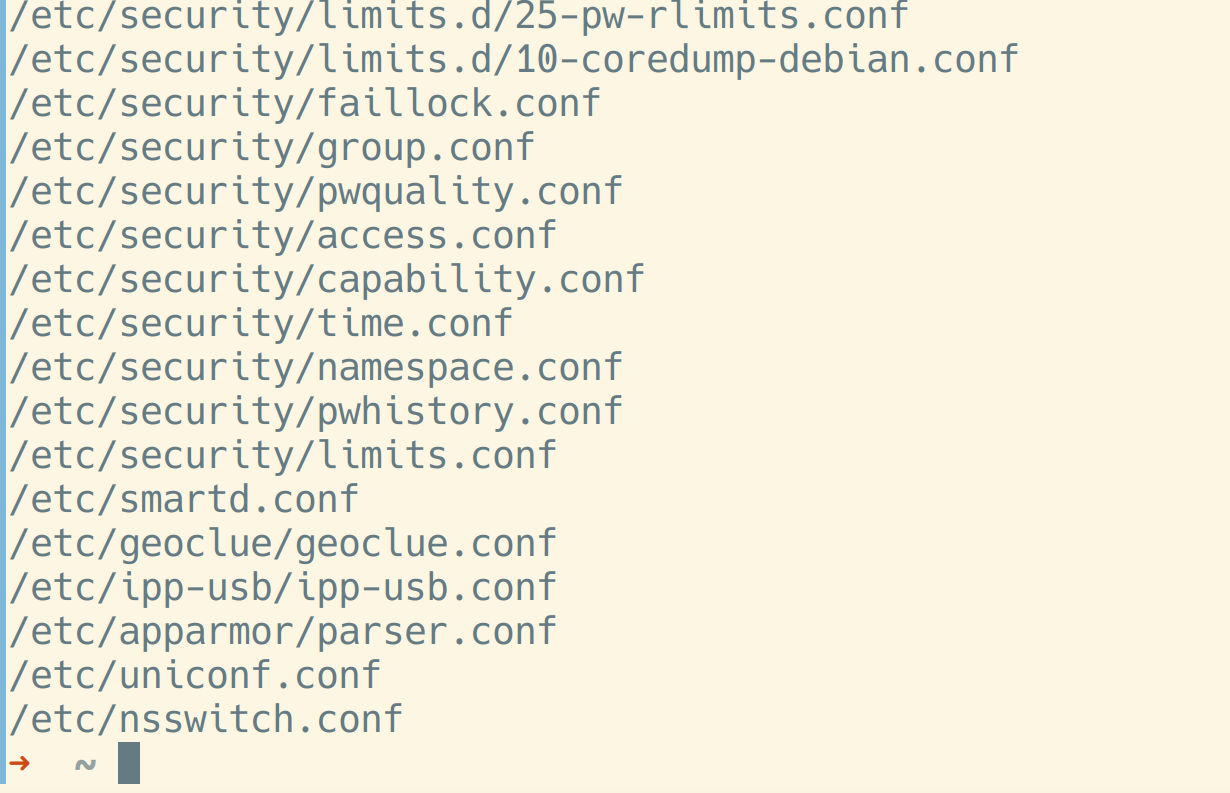 /etc/security/limits.d/25-pw-rlimits.conf
/etc/security/limits.d/10-coredump-debian.conf
/etc/security/faillock.conf
/etc/security/group.conf
/etc/security/pwquality.conf
/etc/security/access.conf
/etc/security/capability.conf
/etc/security/time.conf
/etc/security/namespace.conf
/etc/security/pwhistory.conf
/etc/security/limits.conf
/etc/smartd.conf
/etc/geoclue/geoclue.conf
/etc/ipp-usb/ipp-usb.conf
/etc/apparmor/parser.conf
/etc/uniconf.conf
/etc/nsswitch.conf
➜  ~